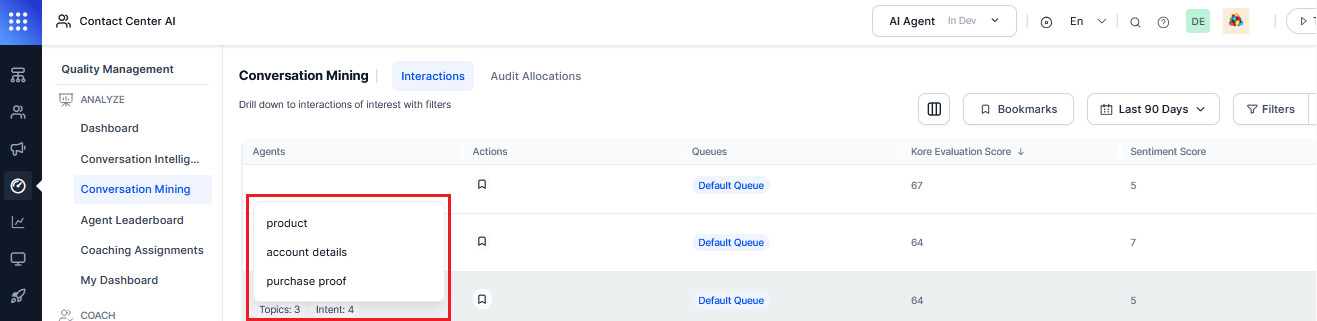 Contact Center AI
AI Agent In Dev
En
DE
Quality Management
ANALYZE
Dashboard
Conversation Intellig...
Conversation Mining
Agent Leaderboard
Coaching Assignments
My Dashboard
COACH
Conversation Mining
Interactions
Audit Allocations
Drill down to interactions of interest with filters
Bookmarks
Last 90 Days
Filters
Agents Actions Queues Kore Evaluation Score ↓ Sentiment Score
Default Queue 67 5
product
account details
purchase proof
Default Queue 64 7
Topics: 3 Intent: 4
Default Queue 64 5